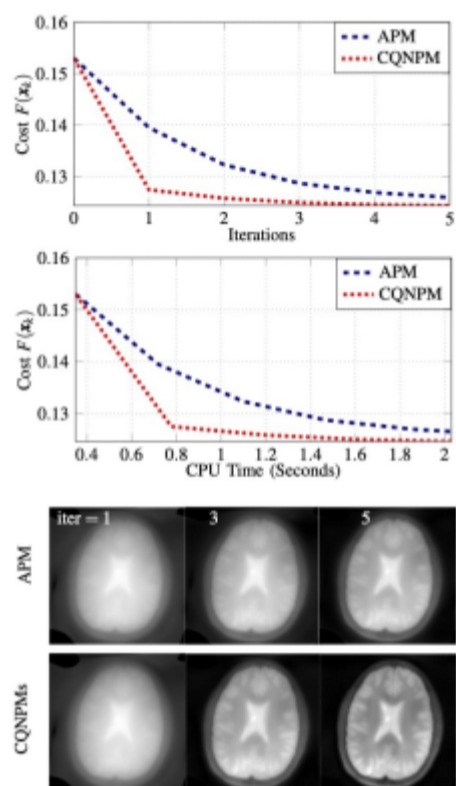 0.16
0.15
0.14
0.13
Cost F(x_k)
APM
CQNPM
0 1 2 3 4 5
Iterations
0.16
0.15
0.14
0.13
Cost F(x_k)
APM
CQNPM
0.4 0.6 0.8 1 1.2 1.4 1.6 1.8 2
CPU Time (Seconds)
iter = 1 3 5
APM
CQNPMs